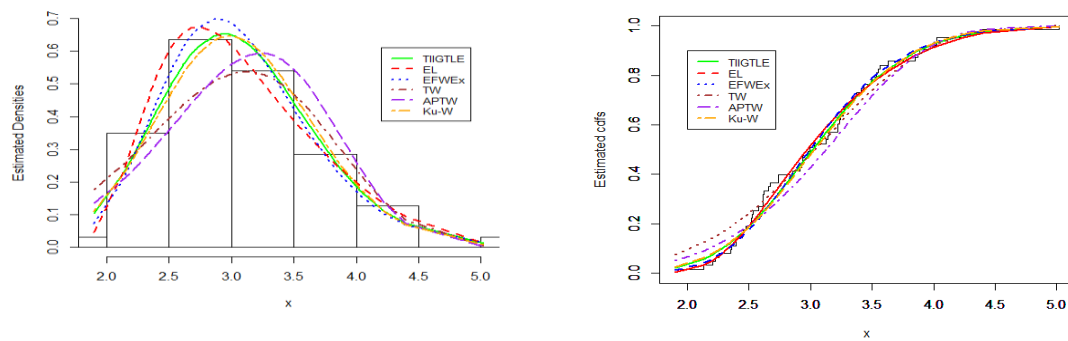 Estimated Densities
0.7
0.6
0.5
0.4
0.3
0.2
0.1
0.0
TIIGTLE
EL
EFWEx
TW
APTW
Ku-W
2.0 2.5 3.0 3.5 4.0 4.5 5.0
x
Estimated cdfs
1.0
0.8
0.6
0.4
0.2
0.0
TIIGTLE
EL
EFWEx
TW
APTW
Ku-W
2.0 2.5 3.0 3.5 4.0 4.5 5.0
x